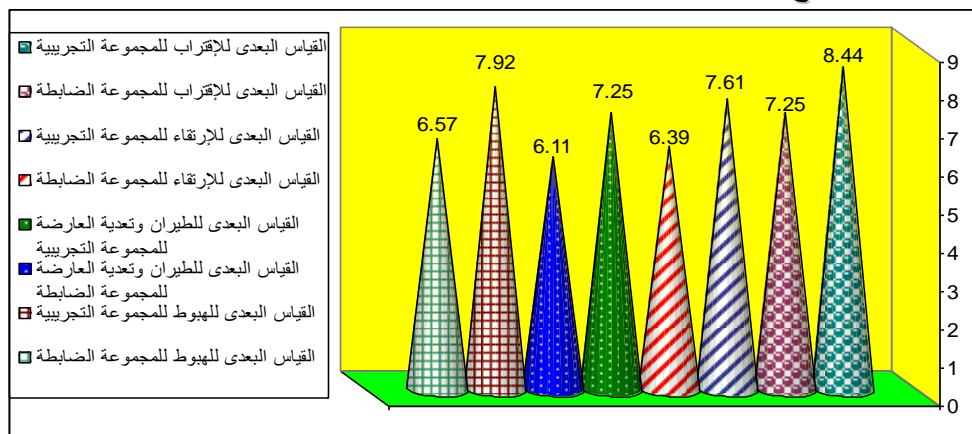 القياس البعدى للإقتراب للمجموعة التجريبية
القياس البعدى للإقتراب للمجموعة الضابطة
القياس البعدى للإرتقاء للمجموعة التجريبية
القياس البعدى للإرتقاء للمجموعة الضابطة
القياس البعدى للطيران وتعدية العارضة
للمجموعة التجريبية
القياس البعدى للطيران وتعدية العارضة
للمجموعة الضابطة
القياس البعدى للهبوط للمجموعة التجريبية
القياس البعدى للهبوط للمجموعة الضابطة
8.44
7.25
7.61
6.39
7.25
6.11
7.92
6.57
9
8
7
6
5
4
3
2
1
0